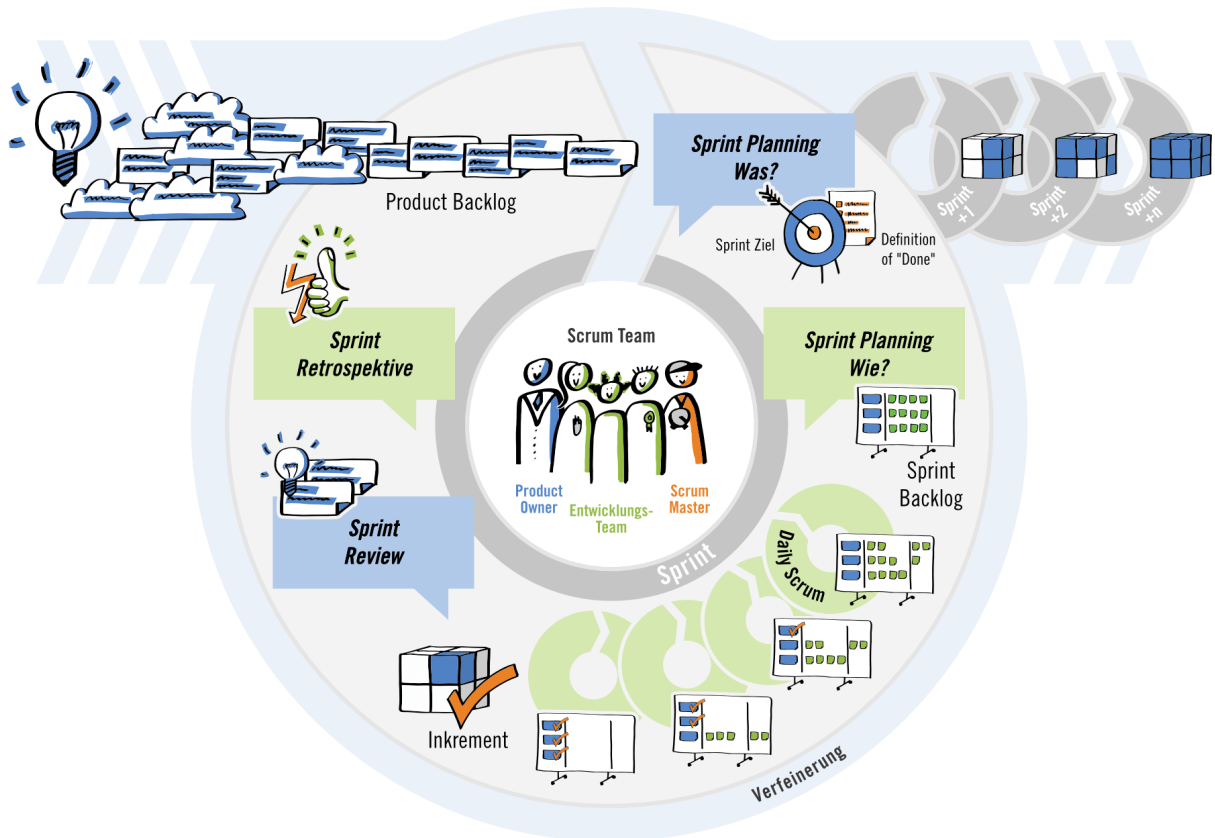 Product Backlog
Sprint Planning
Was?
Sprint Ziel
Definition
of "Done"
Sprint
+1
Sprint
+2
Sprint
+n
Sprint
Retrospektive
Scrum Team
Product
Owner
Entwicklungs-
Team
Scrum
Master
Sprint Planning
Wie?
Sprint
Backlog
Sprint
Review
Sprint
Daily Scrum
Inkrement
Verfeinerung